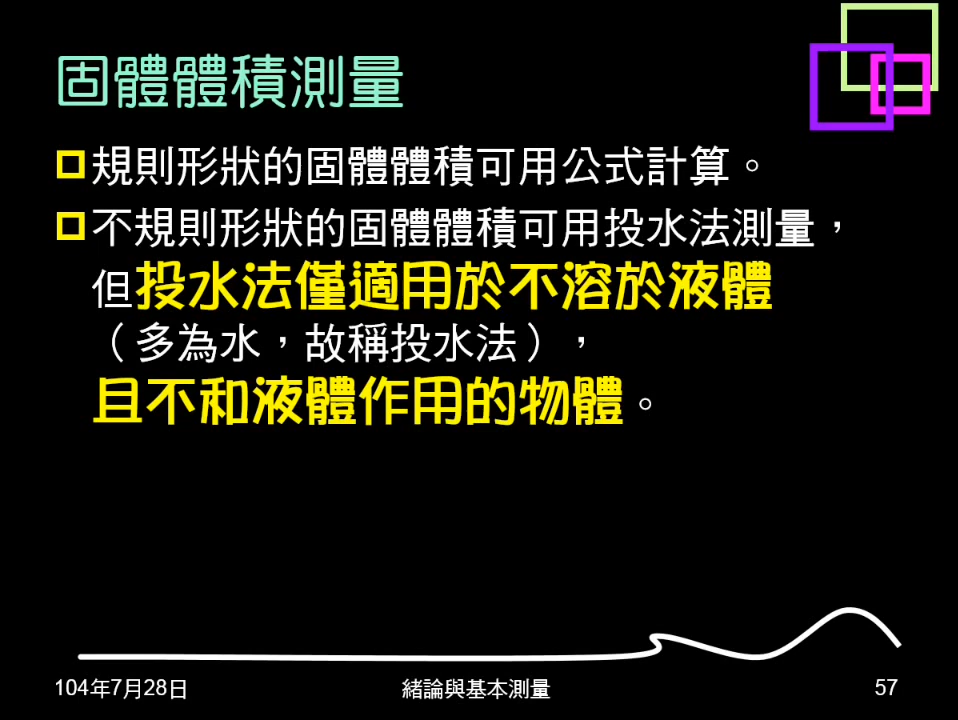 固體體積測量
規則形狀的固體體積可用公式計算。
不規則形狀的固體體積可用投水法測量，
但投水法僅適用於不溶於液體
（多為水，故稱投水法），
且不和液體作用的物體。
104年7月28日
緒論與基本測量
57